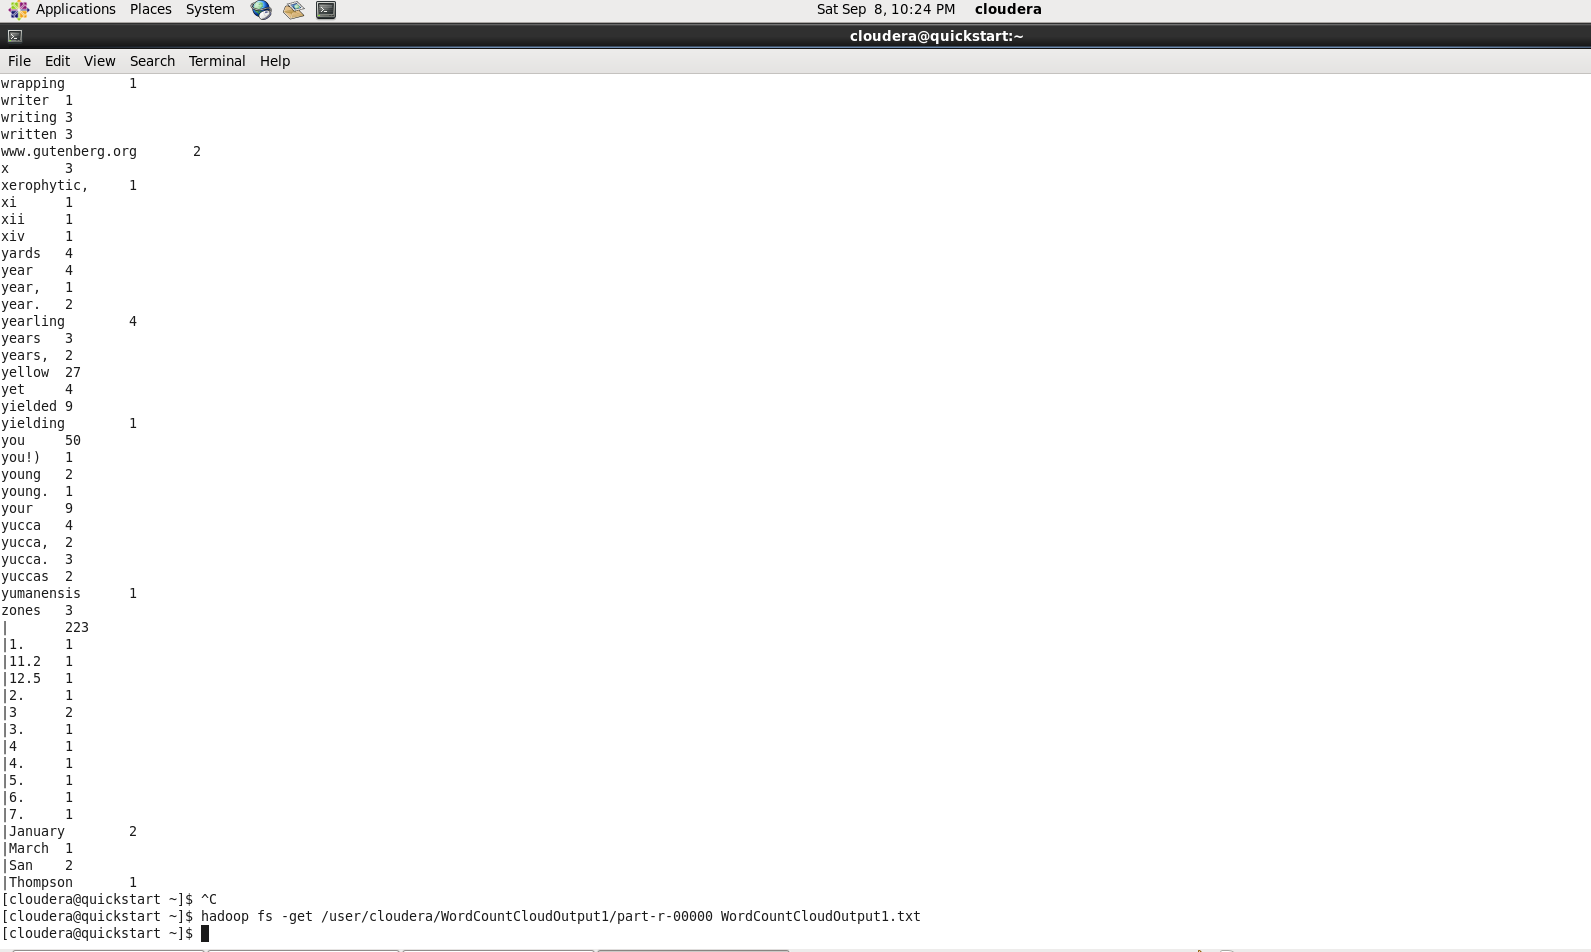 Applications Places System Sat Sep 8, 10:24 PM cloudera
cloudera@quickstart:~
File Edit View Search Terminal Help
wrapping 1
writer 1
writing 3
written 3
www.gutenberg.org 2
x 3
xerophytic, 1
xi 1
xii 1
xiv 1
yards 4
year 4
year, 1
year. 2
yearling 4
years 3
years, 2
yellow 27
yet 4
yielded 9
yielding 1
you 50
you!) 1
young 2
young. 1
your 9
yucca 4
yucca, 2
yucca. 3
yuccas 2
yumanensis 1
zones 3
| 223
|1. 1
|11.2 1
|12.5 1
|2. 1
|3 2
|3. 1
|4 1
|4. 1
|5. 1
|6. 1
|7. 1
|January 2
|March 1
|San 2
|Thompson 1
[cloudera@quickstart ~]$ ^C
[cloudera@quickstart ~]$ hadoop fs -get /user/cloudera/WordCountCloudOutput1/part-r-00000 WordCountCloudOutput1.txt
[cloudera@quickstart ~]$